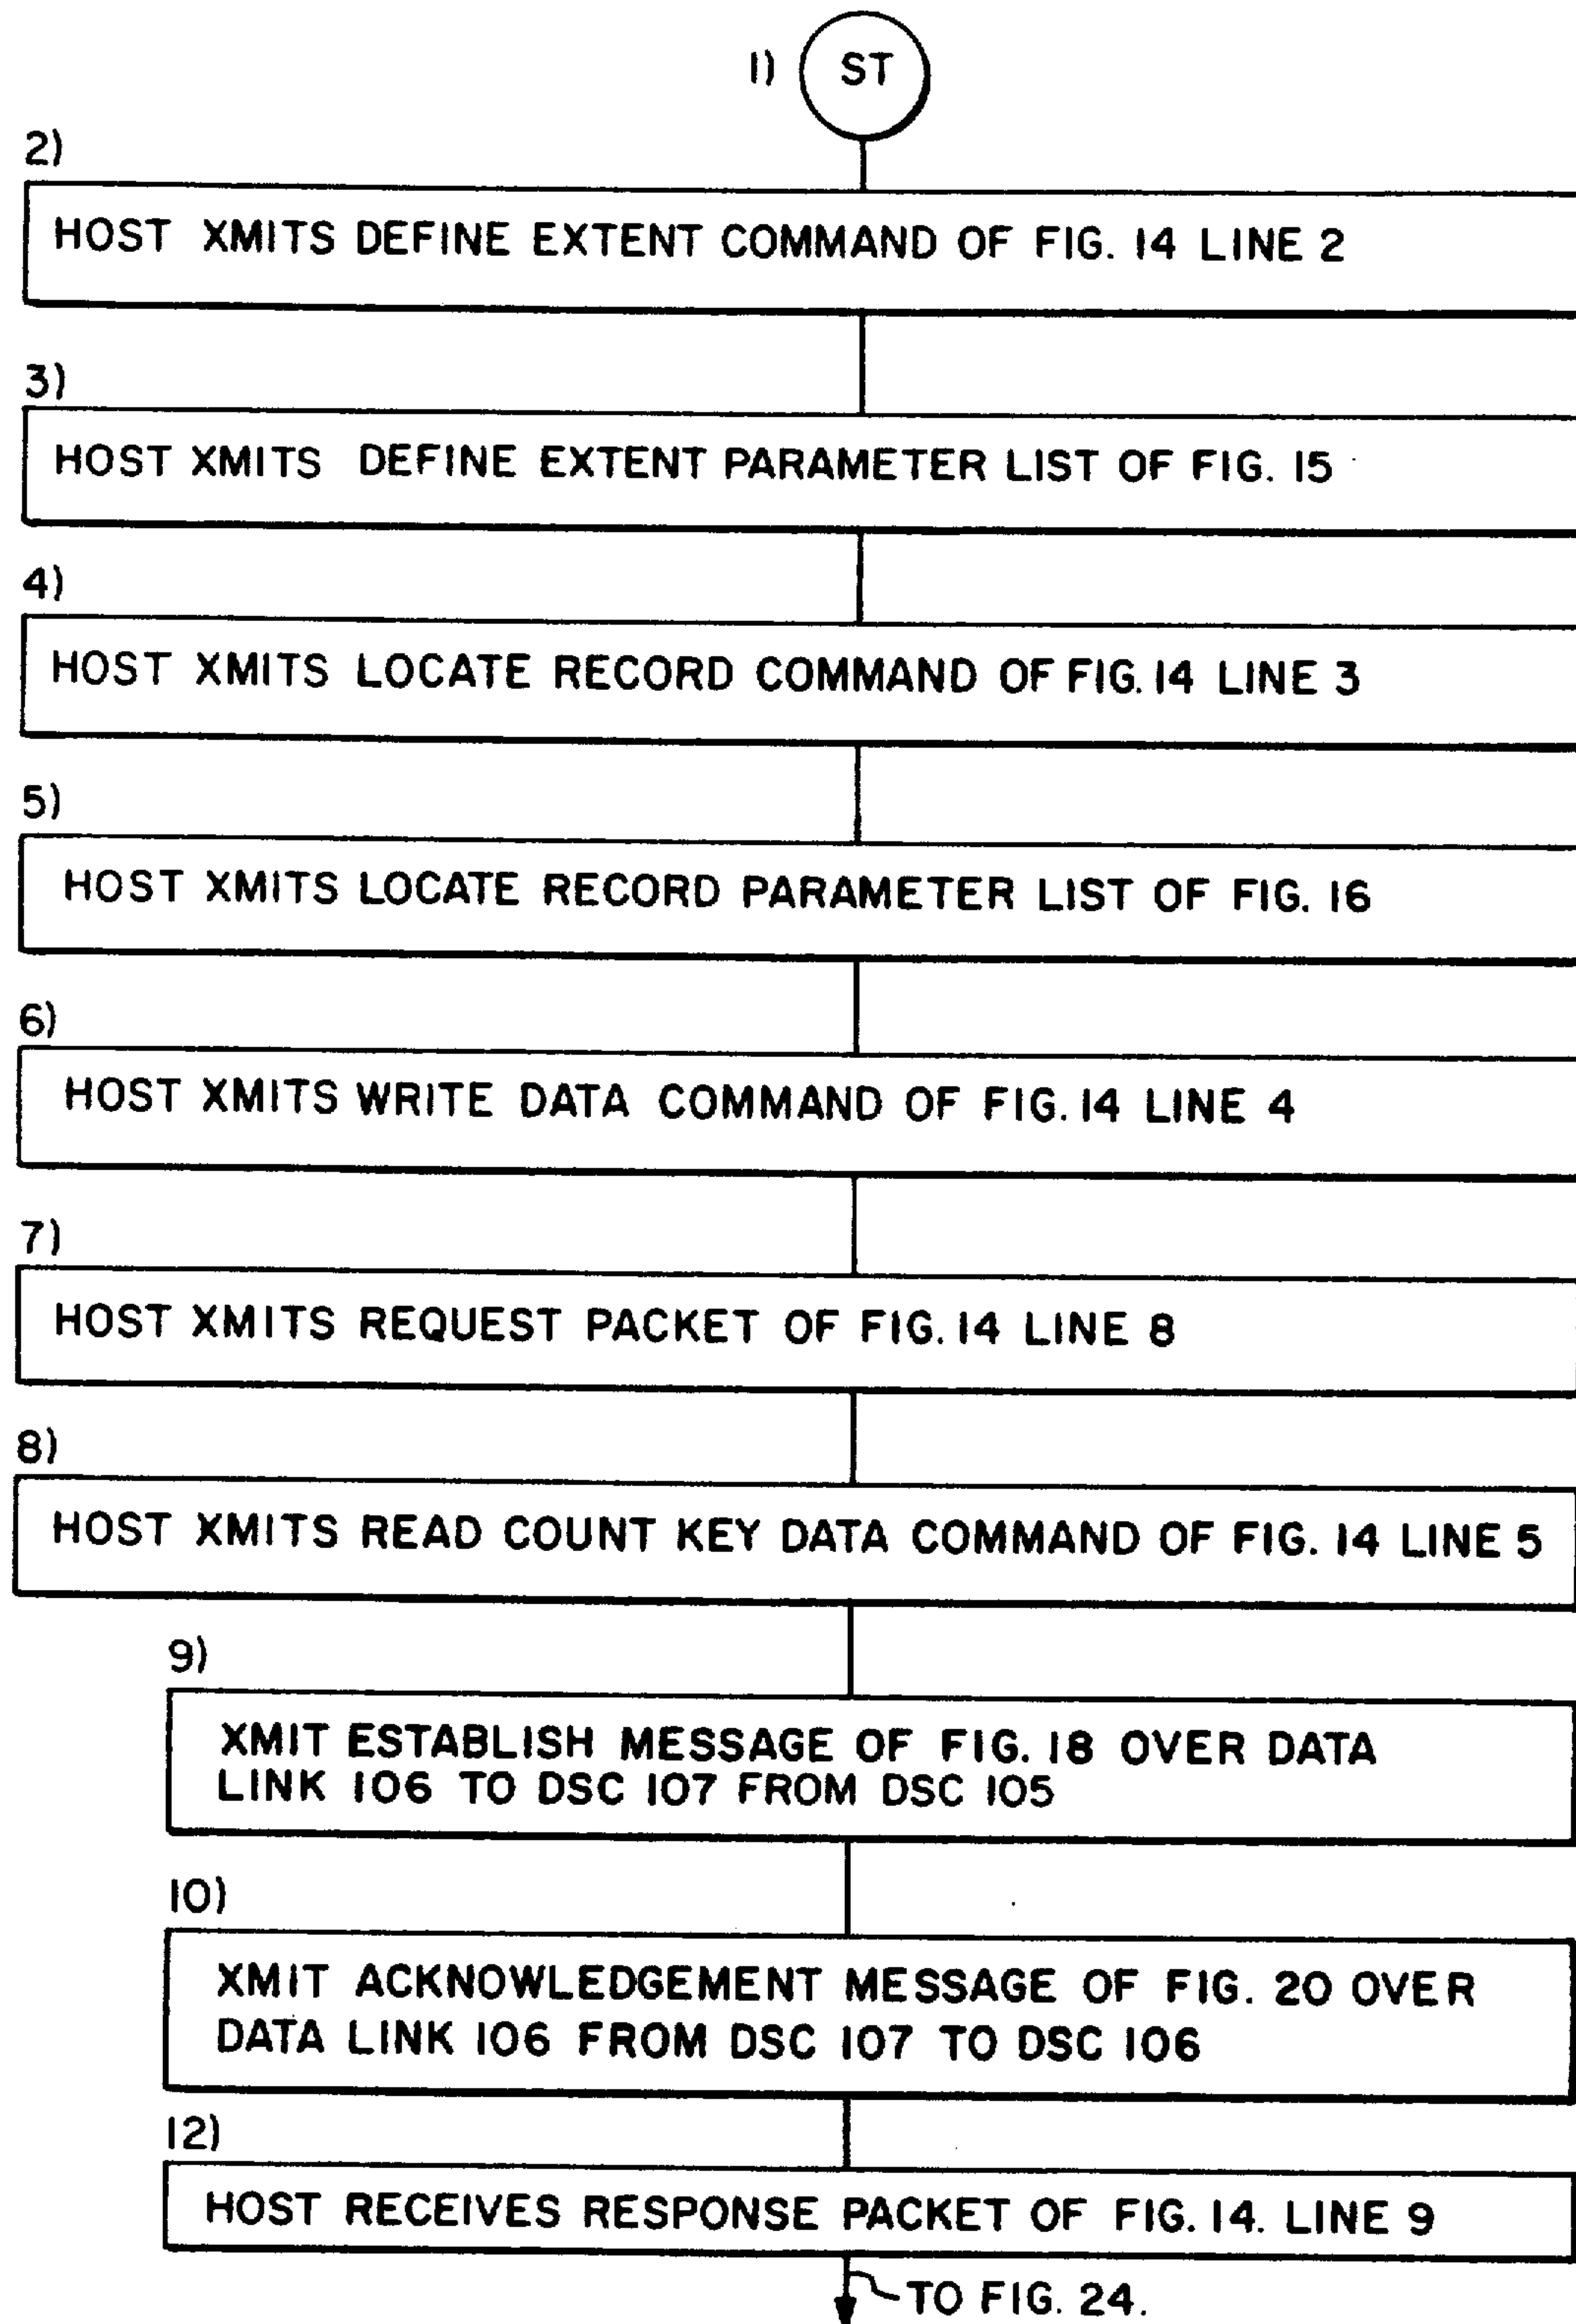 1) ST
2)
HOST XMITS DEFINE EXTENT COMMAND OF FIG. 14 LINE 2
3)
HOST XMITS DEFINE EXTENT PARAMETER LIST OF FIG. 15
4)
HOST XMITS LOCATE RECORD COMMAND OF FIG. 14 LINE 3
5)
HOST XMITS LOCATE RECORD PARAMETER LIST OF FIG. 16
6)
HOST XMITS WRITE DATA COMMAND OF FIG. 14 LINE 4
7)
HOST XMITS REQUEST PACKET OF FIG. 14 LINE 8
8)
HOST XMITS READ COUNT KEY DATA COMMAND OF FIG. 14 LINE 5
9)
XMIT ESTABLISH MESSAGE OF FIG. 18 OVER DATA
LINK 106 TO DSC 107 FROM DSC 105
10)
XMIT ACKNOWLEDGEMENT MESSAGE OF FIG. 20 OVER
DATA LINK 106 FROM DSC 107 TO DSC 106
12)
HOST RECEIVES RESPONSE PACKET OF FIG. 14. LINE 9
TO FIG. 24.